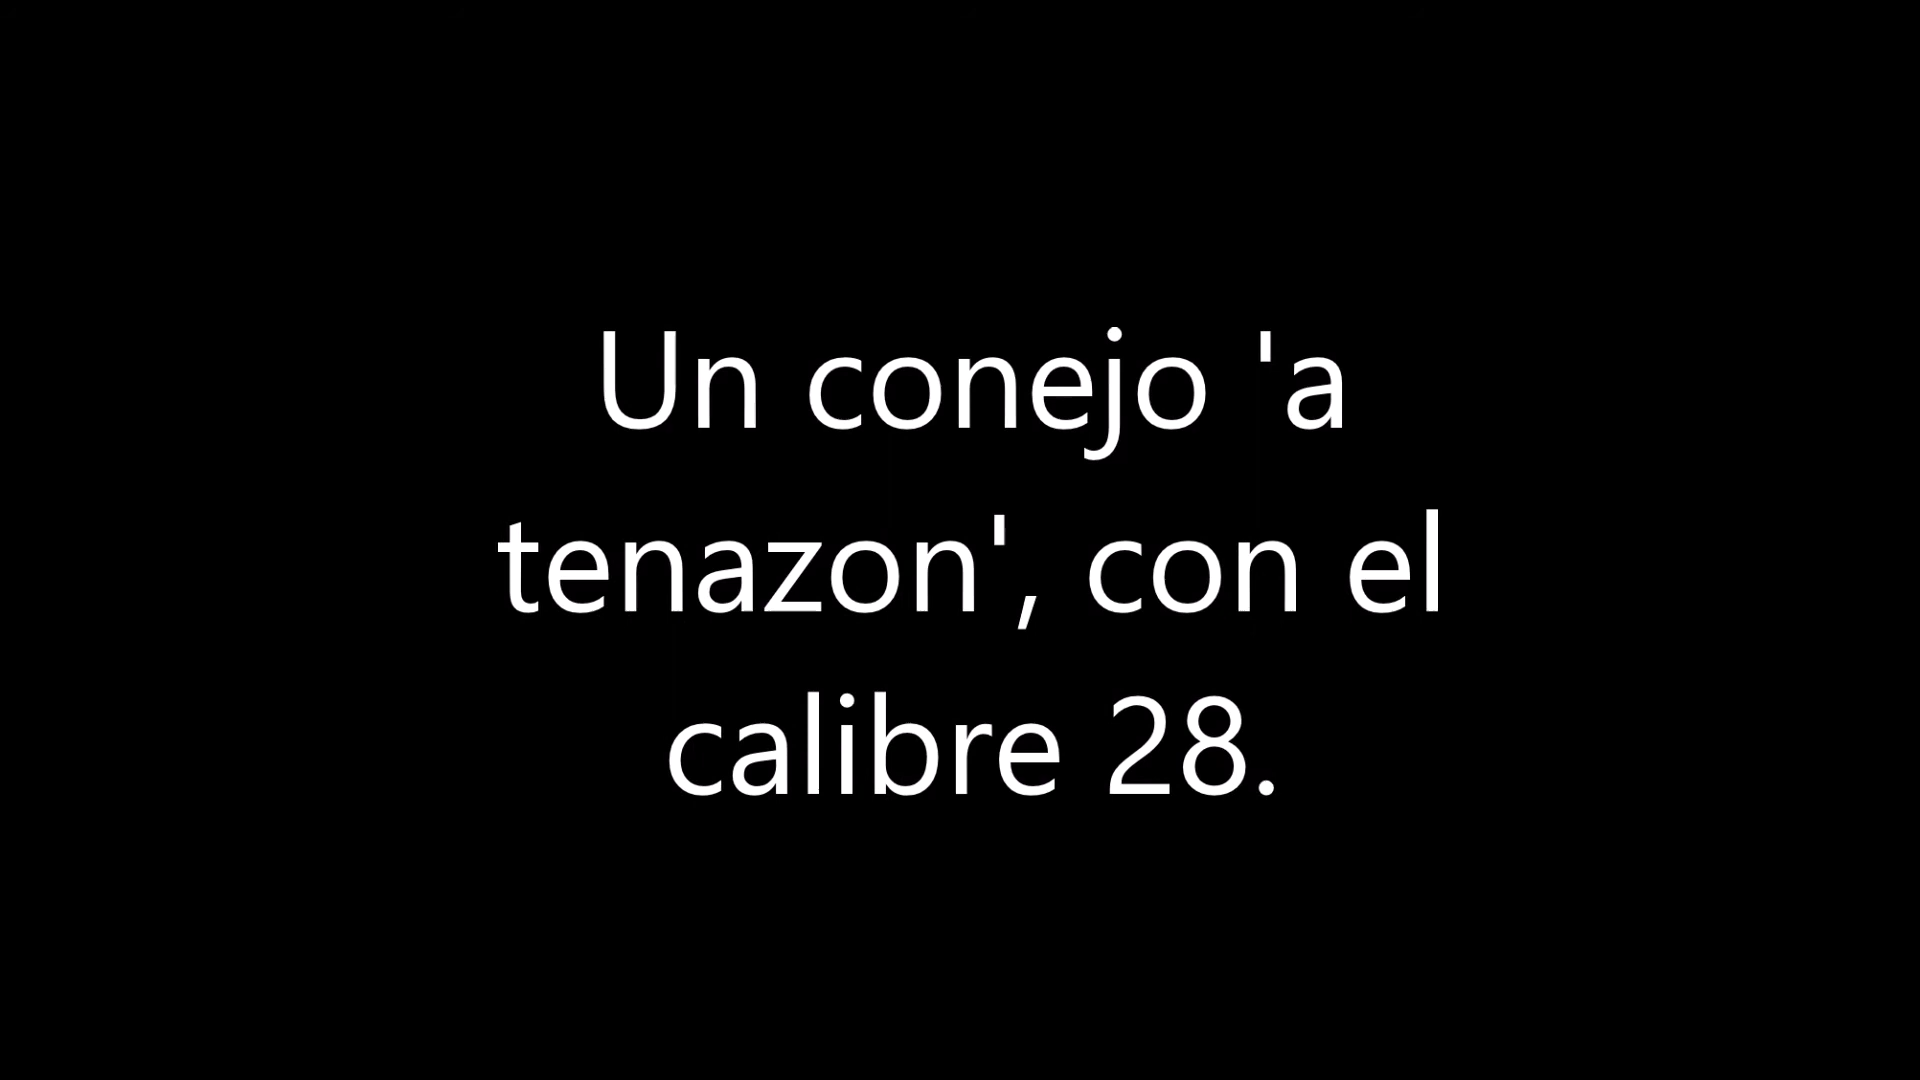 Un conejo 'a
tenazon', con el
calibre 28.